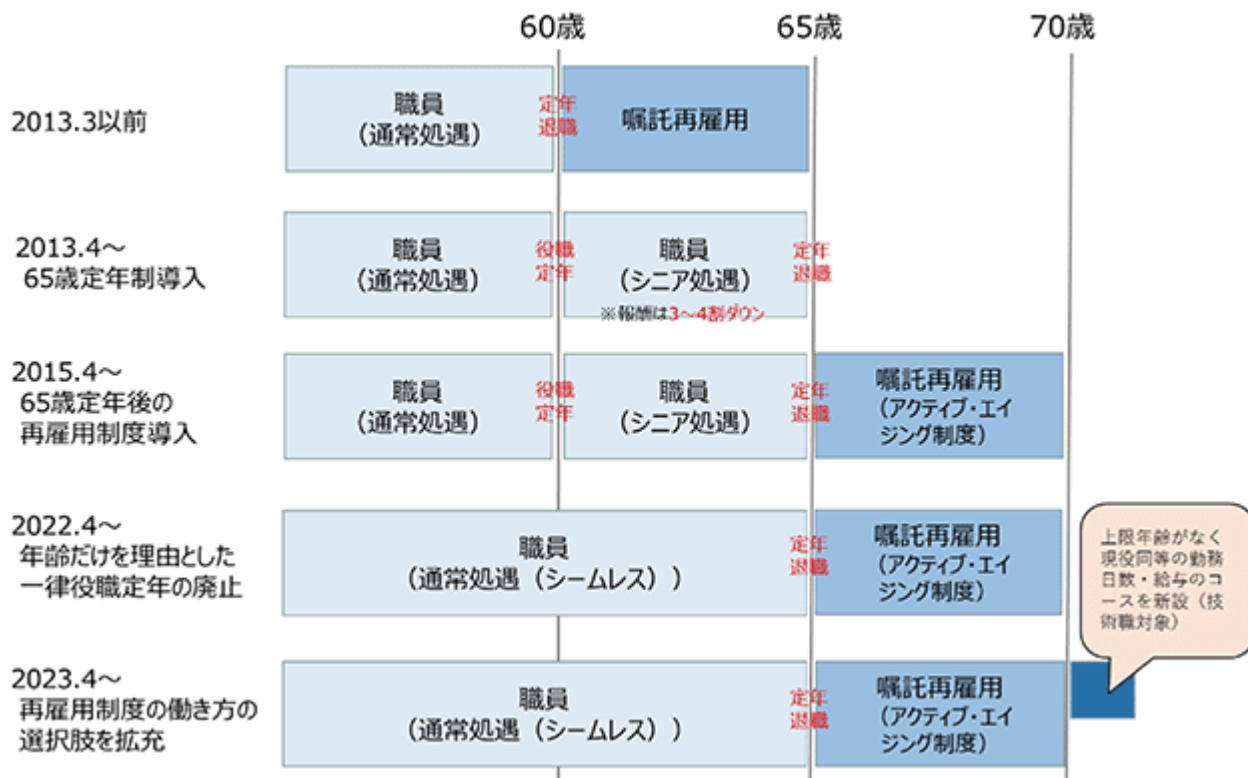 60歳
65歳
70歳
2013.3以前
職員
（通常処遇）
定年
退職
嘱託再雇用
2013.4～
65歳定年制導入
職員
（通常処遇）
役職
定年
職員
（シニア処遇）
※報酬は3～4割ダウン
定年
退職
2015.4～
65歳定年後の
再雇用制度導入
職員
（通常処遇）
役職
定年
職員
（シニア処遇）
定年
退職
嘱託再雇用
（アクティブ・エイ
ジング制度）
2022.4～
年齢だけを理由とした
一律役職定年の廃止
職員
（通常処遇（シームレス））
定年
退職
嘱託再雇用
（アクティブ・エイ
ジング制度）
上限年齢がなく
現役同等の勤務
日数・給与のコ
ースを新設（技
術職対象）
2023.4～
再雇用制度の働き方の
選択肢を拡充
職員
（通常処遇（シームレス））
定年
退職
嘱託再雇用
（アクティブ・エイ
ジング制度）